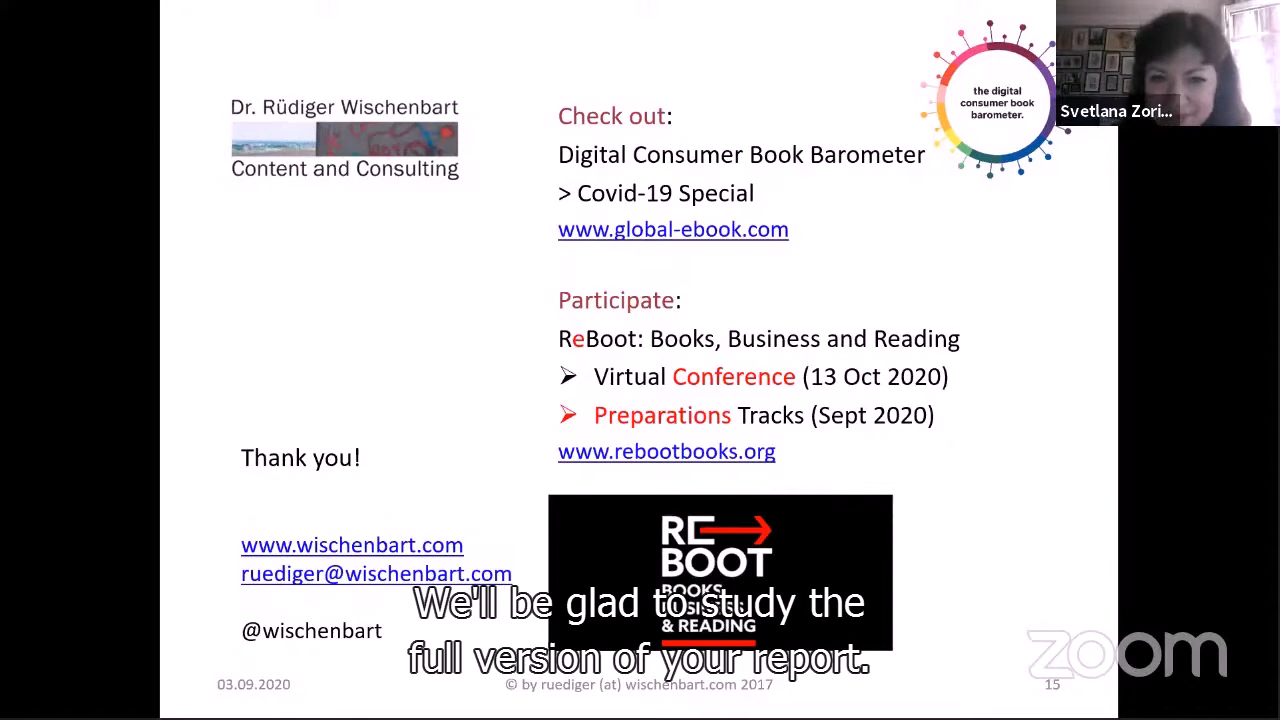 Dr. Rüdiger Wischenbart
Content and Consulting
Check out:
Digital Consumer Book Barometer
> Covid-19 Special
www.global-ebook.com
the digital
consumer book
barometer.
Svetlana Zori...
Participate:
ReBoot: Books, Business and Reading
Virtual Conference (13 Oct 2020)
Preparations Tracks (Sept 2020)
www.rebootbooks.org
Thank you!
www.wischenbart.com
ruediger@wischenbart.com
@wischenbart
RE
BOOT
BOOKS
BUSINESS
& READING
We'll be glad to study the
full version of your report.
zoom
03.09.2020
© by ruediger (at) wischenbart.com 2017
15